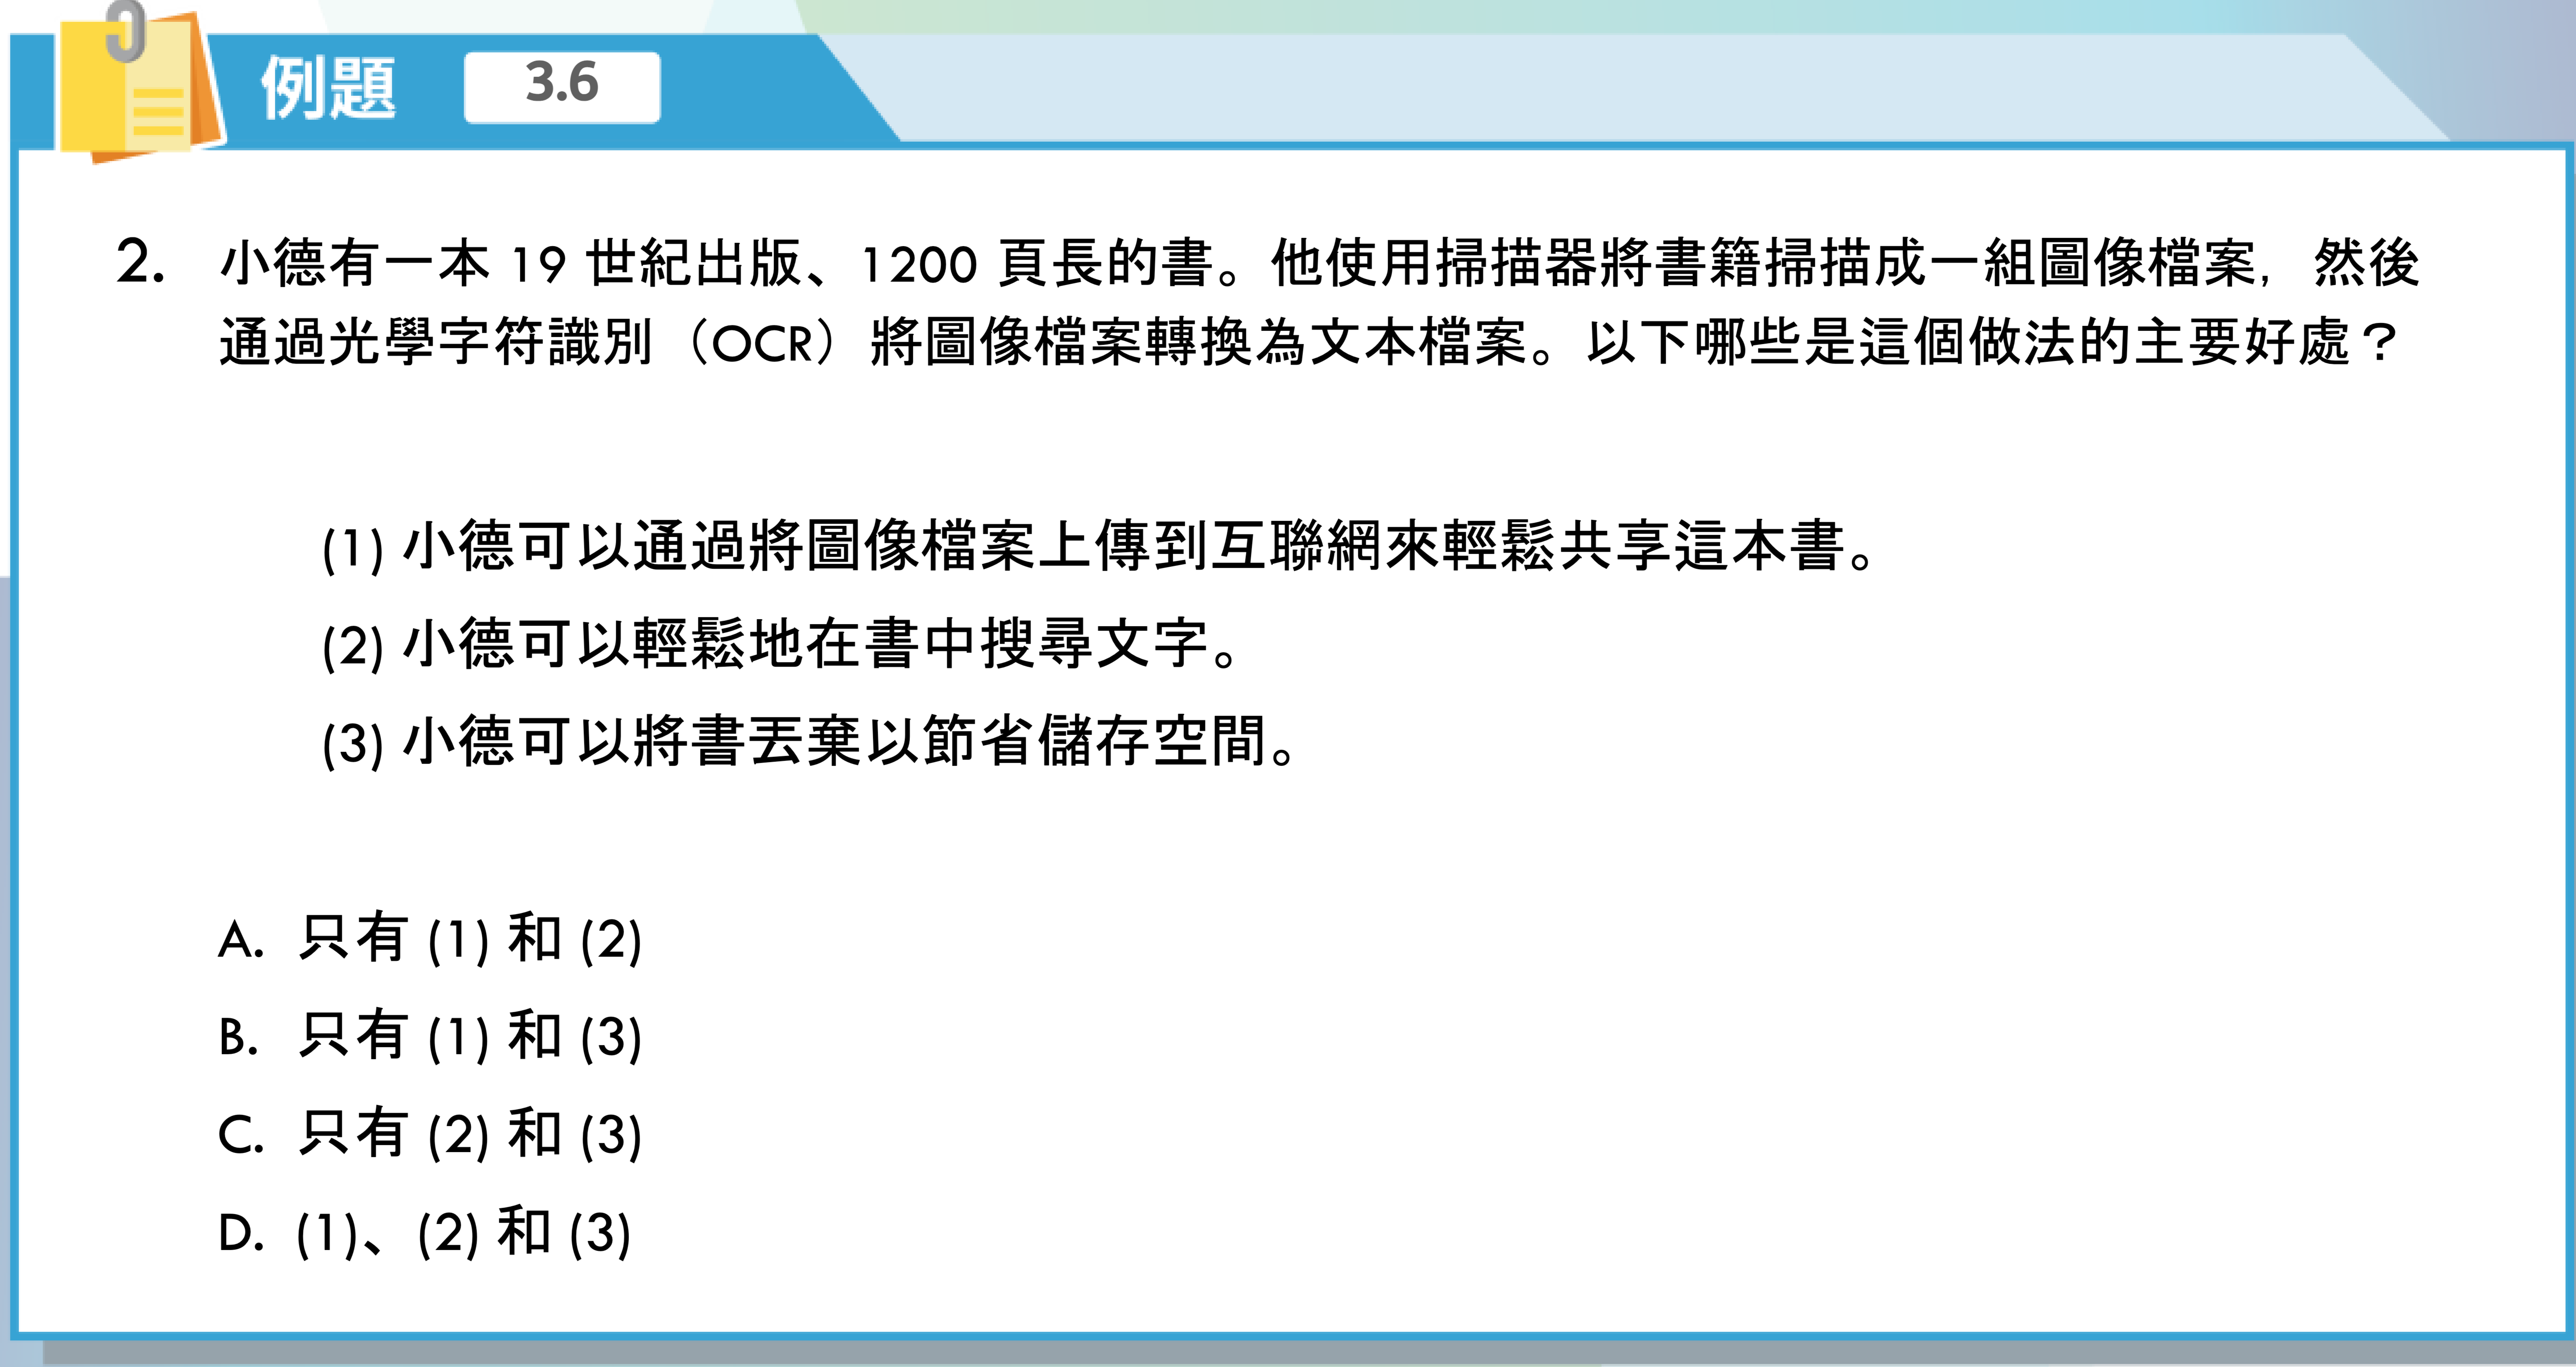 例題 3.6
2. 小德有一本 19 世紀出版、1200 頁長的書。他使用掃描器將書籍掃描成一組圖像檔案，然後
通過光學字符識別（OCR）將圖像檔案轉換為文本檔案。以下哪些是這個做法的主要好處？
(1) 小德可以通過將圖像檔案上傳到互聯網來輕鬆共享這本書。
(2) 小德可以輕鬆地在書中搜尋文字。
(3) 小德可以將書丟棄以節省儲存空間。
A. 只有 (1) 和 (2)
B. 只有 (1) 和 (3)
C. 只有 (2) 和 (3)
D. (1)、(2) 和 (3)